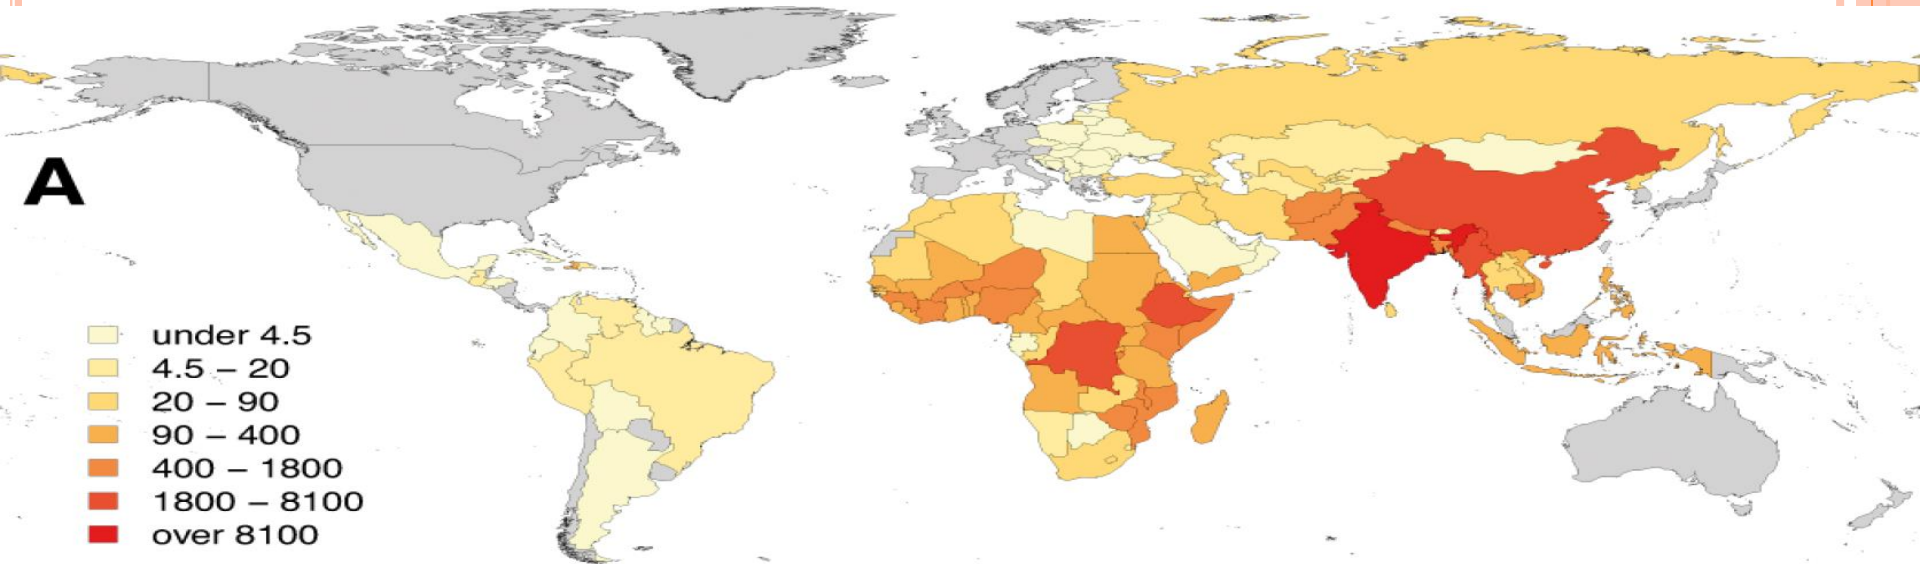 A
under 4.5
4.5 – 20
20 – 90
90 – 400
400 – 1800
1800 – 8100
over 8100